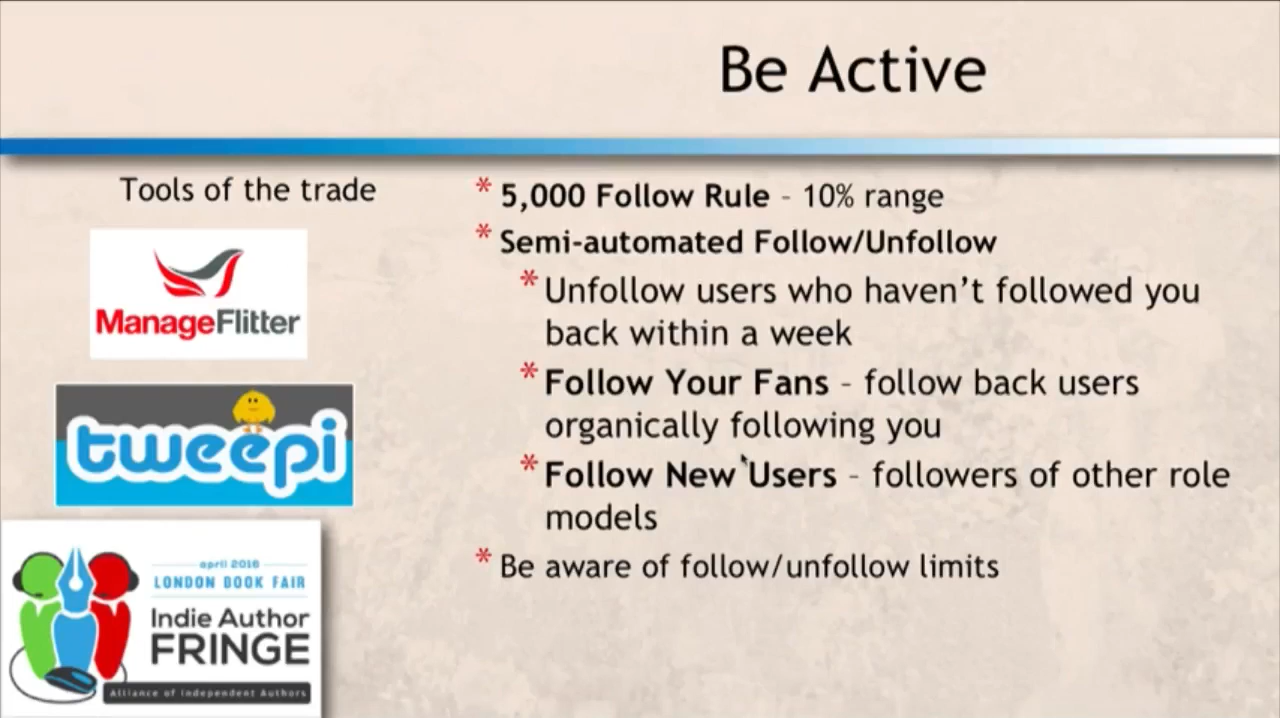 Be Active
Tools of the trade
ManageFlitter
tweepi
* 5,000 Follow Rule – 10% range
* Semi-automated Follow/Unfollow
* Unfollow users who haven't followed you
back within a week
* Follow Your Fans – follow back users
organically following you
* Follow New Users – followers of other role
models
* Be aware of follow/unfollow limits
april 2016
LONDON BOOK FAIR
Indie Author
FRINGE
Alliance of Independent Authors